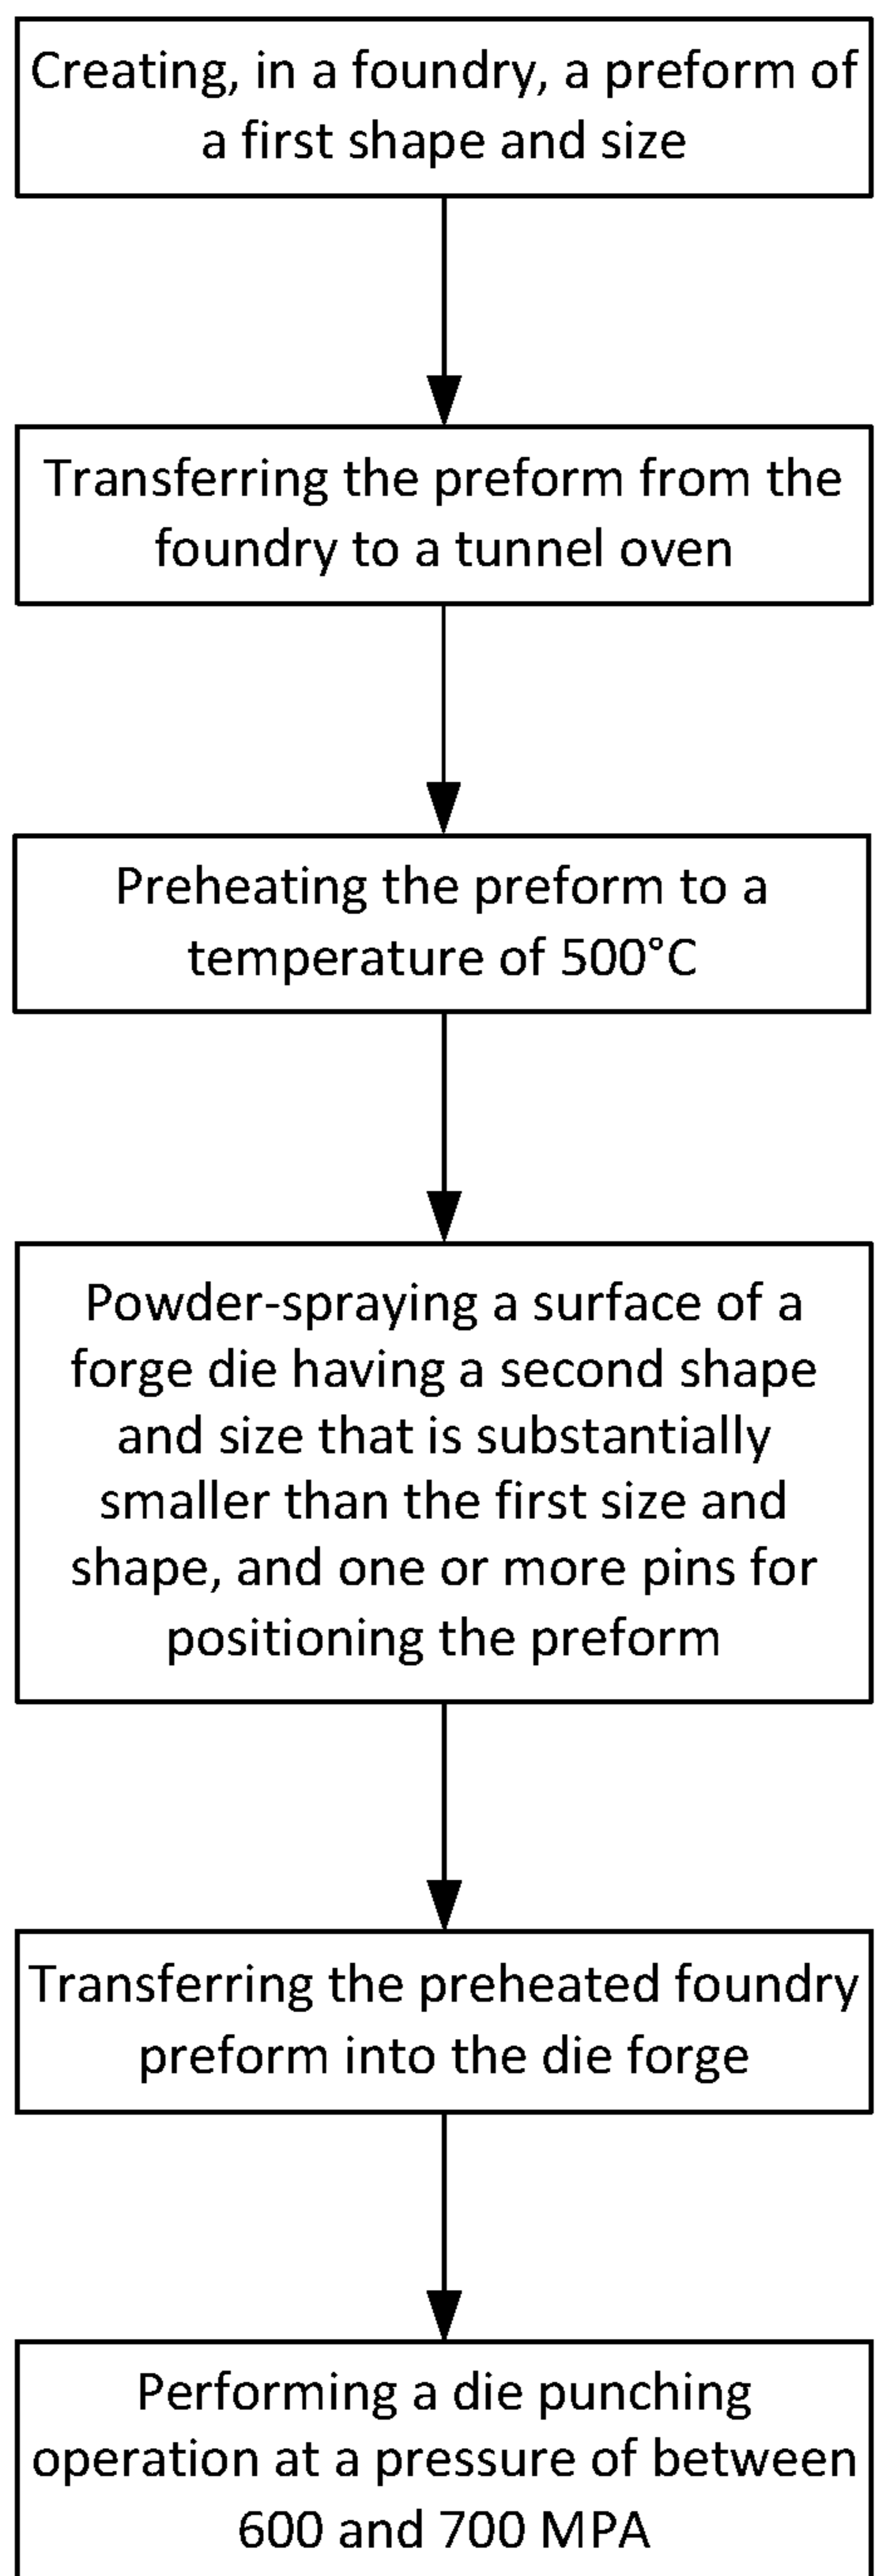 Creating, in a foundry, a preform of
a first shape and size
Transferring the preform from the
foundry to a tunnel oven
Preheating the preform to a
temperature of 500°C
Powder-spraying a surface of a
forge die having a second shape
and size that is substantially
smaller than the first size and
shape, and one or more pins for
positioning the preform
Transferring the preheated foundry
preform into the die forge
Performing a die punching
operation at a pressure of between
600 and 700 MPA